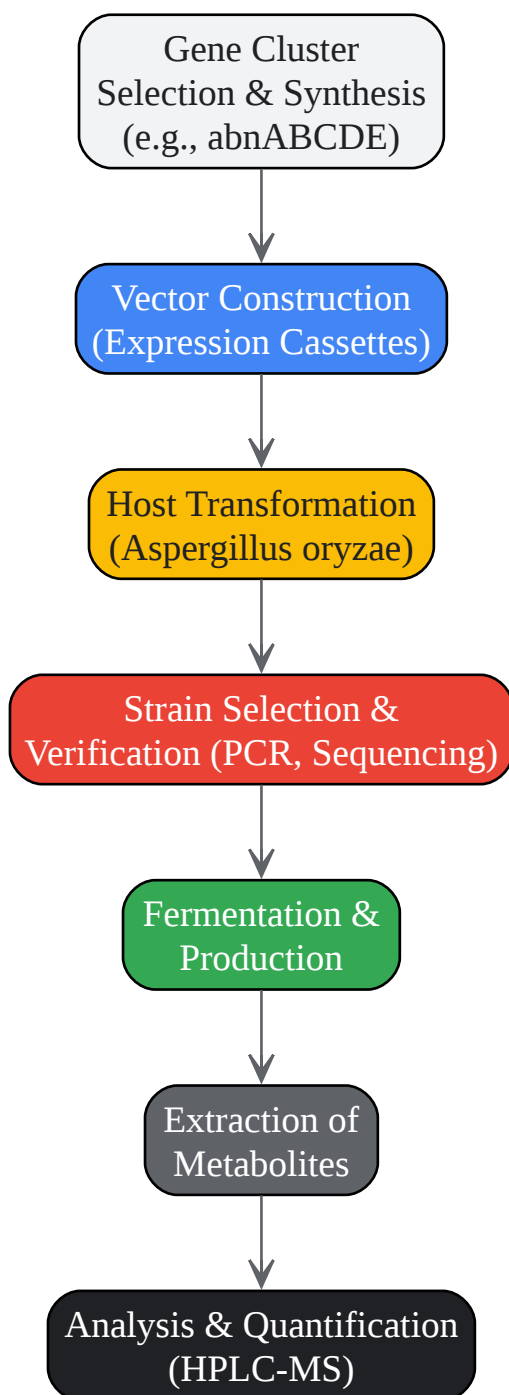 Gene Cluster
Selection & Synthesis
(e.g., abnABCDE)
Vector Construction
(Expression Cassettes)
Host Transformation
(Aspergillus oryzae)
Strain Selection &
Verification (PCR, Sequencing)
Fermentation &
Production
Extraction of
Metabolites
Analysis & Quantification
(HPLC-MS)